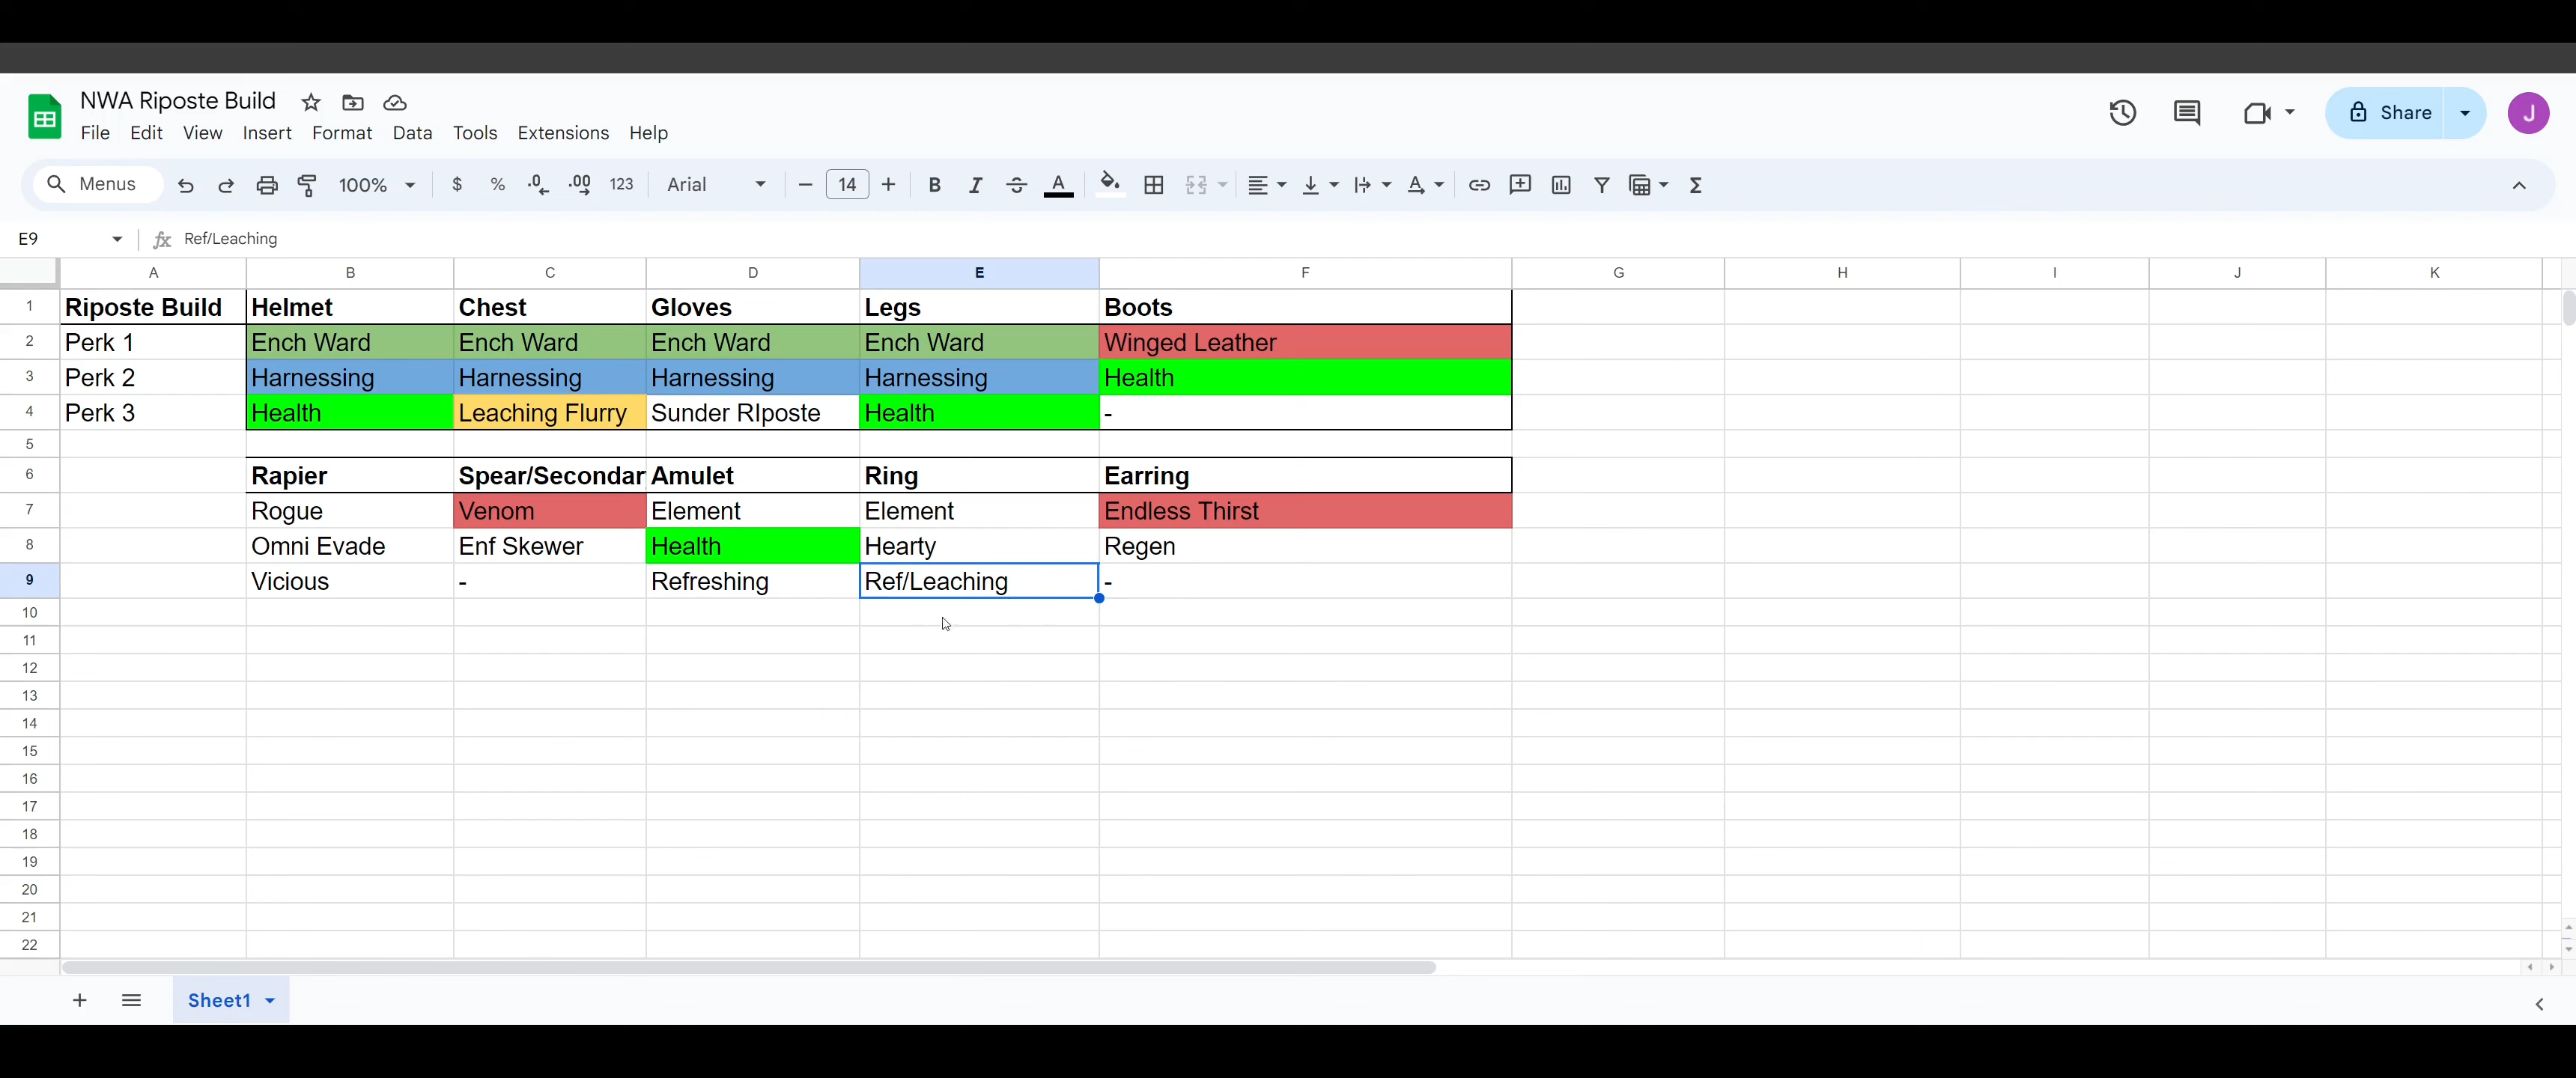 NWA Riposte Build
File Edit View Insert Format Data Tools Extensions Help
Share
J
Menus 100% $ % .0 .00 123 Arial 14 B I A A Σ
E9 fx Ref/Leaching
A B C D E F G H I J K
1 Riposte Build Helmet Chest Gloves Legs Boots
2 Perk 1 Ench Ward Ench Ward Ench Ward Ench Ward Winged Leather
3 Perk 2 Harnessing Harnessing Harnessing Harnessing Health
4 Perk 3 Health Leaching Flurry Sunder RIposte Health -
5
6 Rapier Spear/Secondar Amulet Ring Earring
7 Rogue Venom Element Element Endless Thirst
8 Omni Evade Enf Skewer Health Hearty Regen
9 Vicious - Refreshing Ref/Leaching -
10
11
12
13
14
15
16
17
18
19
20
21
22
Sheet1